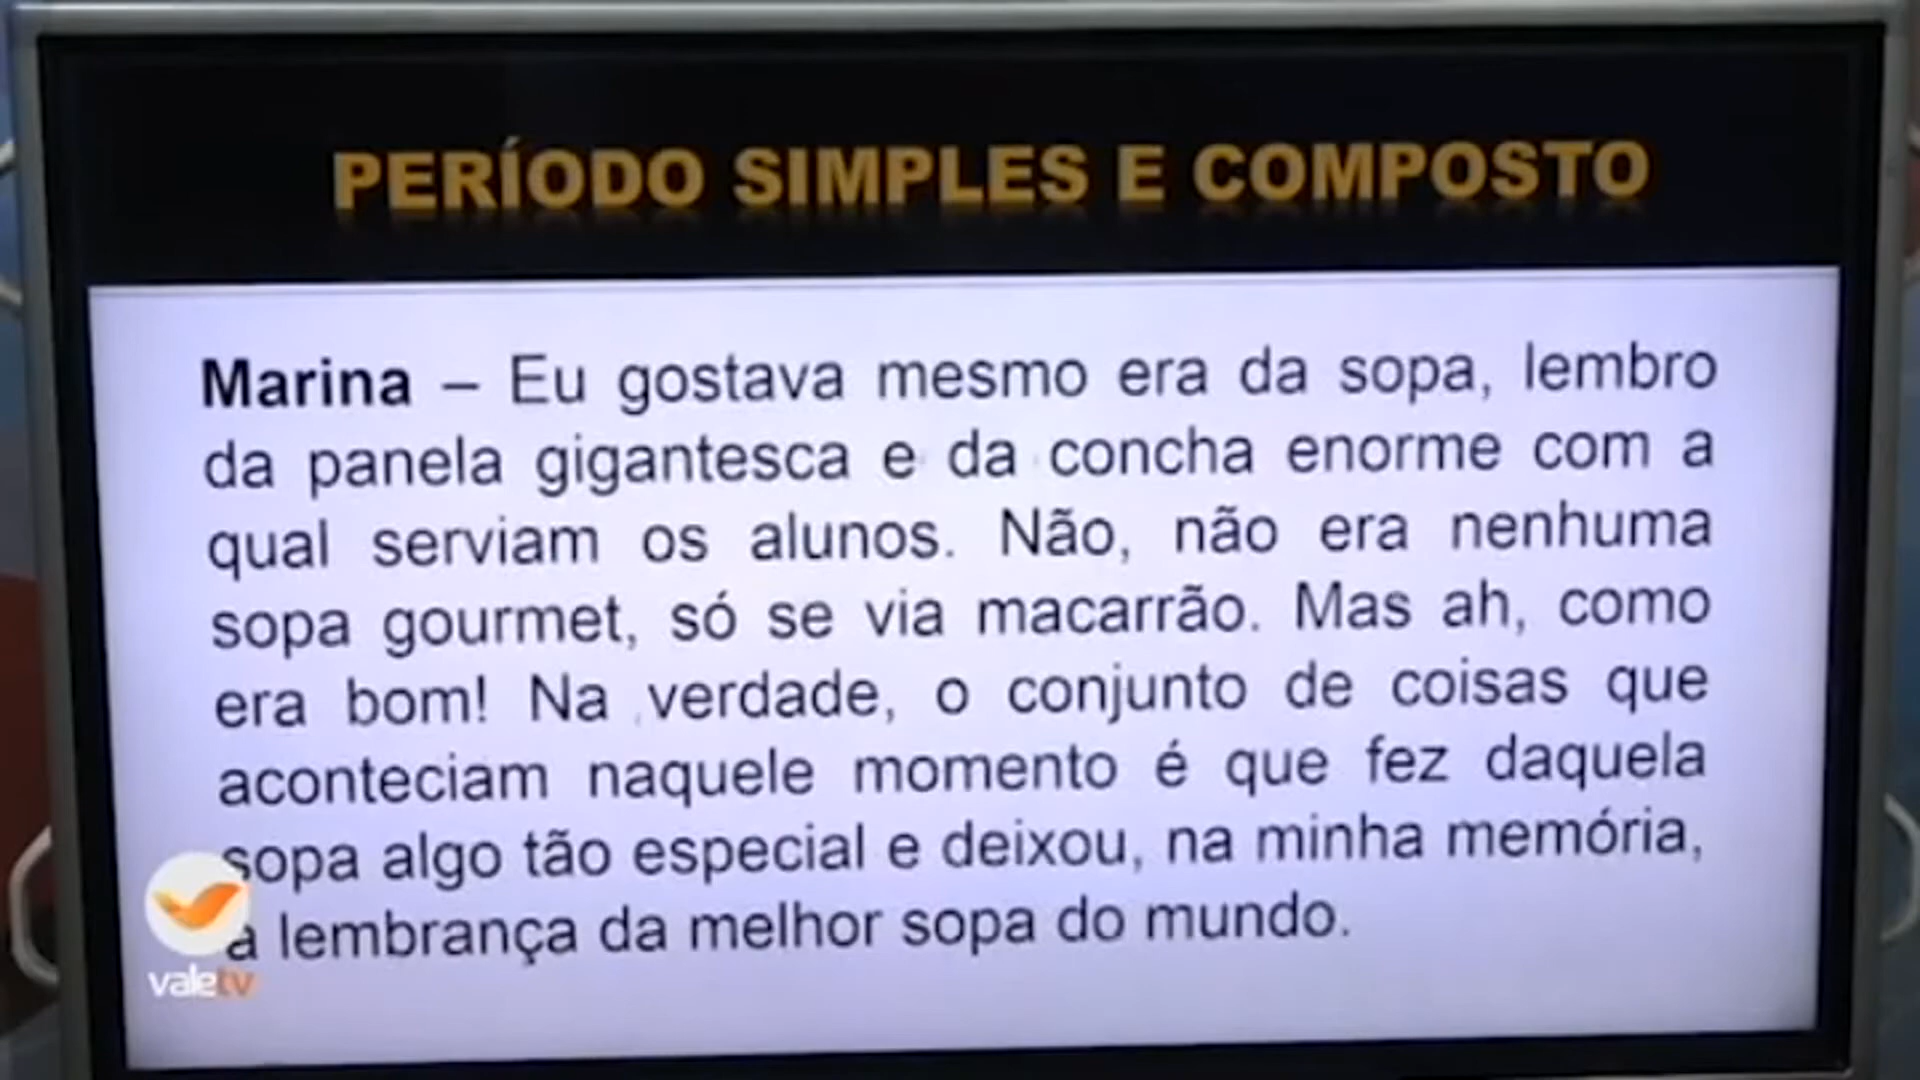 PERÍODO SIMPLES E COMPOSTO
Marina – Eu gostava mesmo era da sopa, lembro
da panela gigantesca e da concha enorme com a
qual serviam os alunos. Não, não era nenhuma
sopa gourmet, só se via macarrão. Mas ah, como
era bom! Na verdade, o conjunto de coisas que
aconteciam naquele momento é que fez daquela
sopa algo tão especial e deixou, na minha memória,
a lembrança da melhor sopa do mundo.
valetv